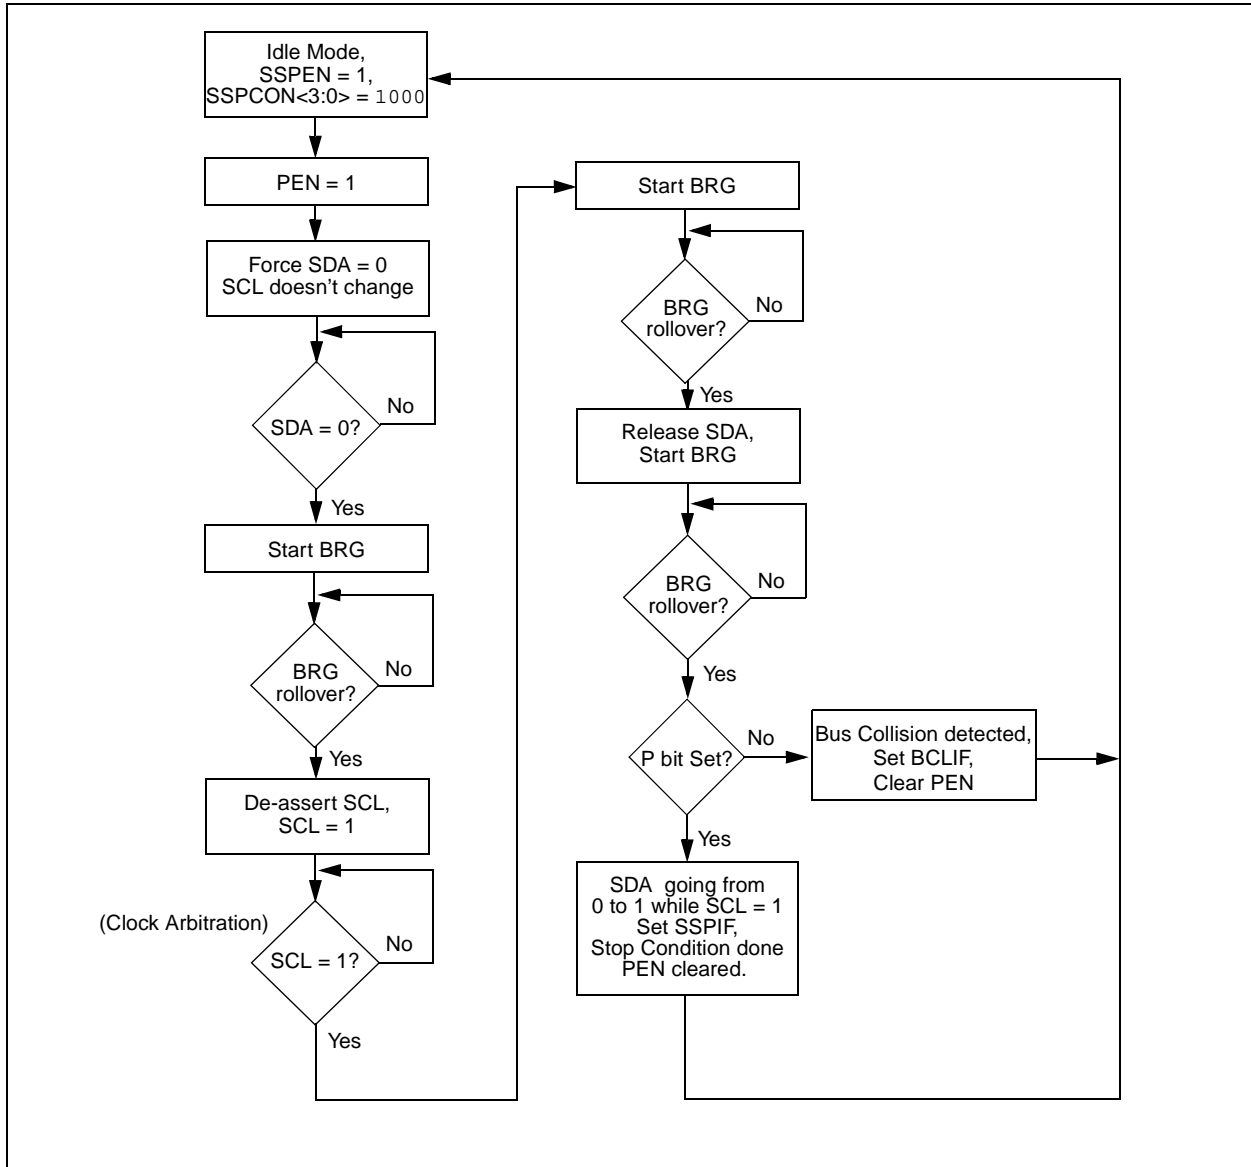 Idle Mode,
SSPEN = 1,
SSPCON<3:0> = 1000
PEN = 1
Force SDA = 0
SCL doesn't change
No
SDA = 0?
Yes
Start BRG
BRG
rollover?
No
Yes
De-assert SCL,
SCL = 1
(Clock Arbitration)
SCL = 1?
No
Yes
Start BRG
BRG
rollover?
No
Yes
Release SDA,
Start BRG
BRG
rollover?
No
Yes
P bit Set?
No
Bus Collision detected,
Set BCLIF,
Clear PEN
Yes
SDA going from
0 to 1 while SCL = 1
Set SSPIF,
Stop Condition done
PEN cleared.